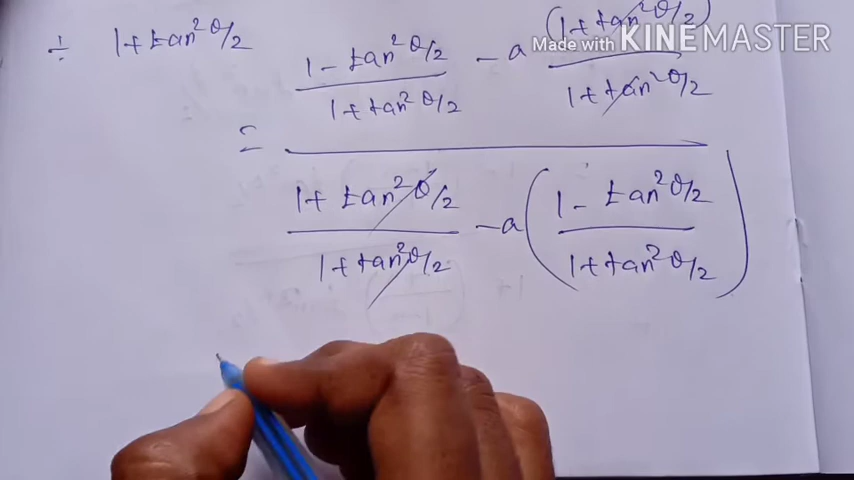 ÷ 1+tan²θ/2
1-tan²θ/2 / 1+tan²θ/2 - a (1+tan²θ/2) / 1+tan²θ/2
Made with KINEMASTER
=
1+tan²θ/2 / 1+tan²θ/2 - a ( 1-tan²θ/2 / 1+tan²θ/2 )